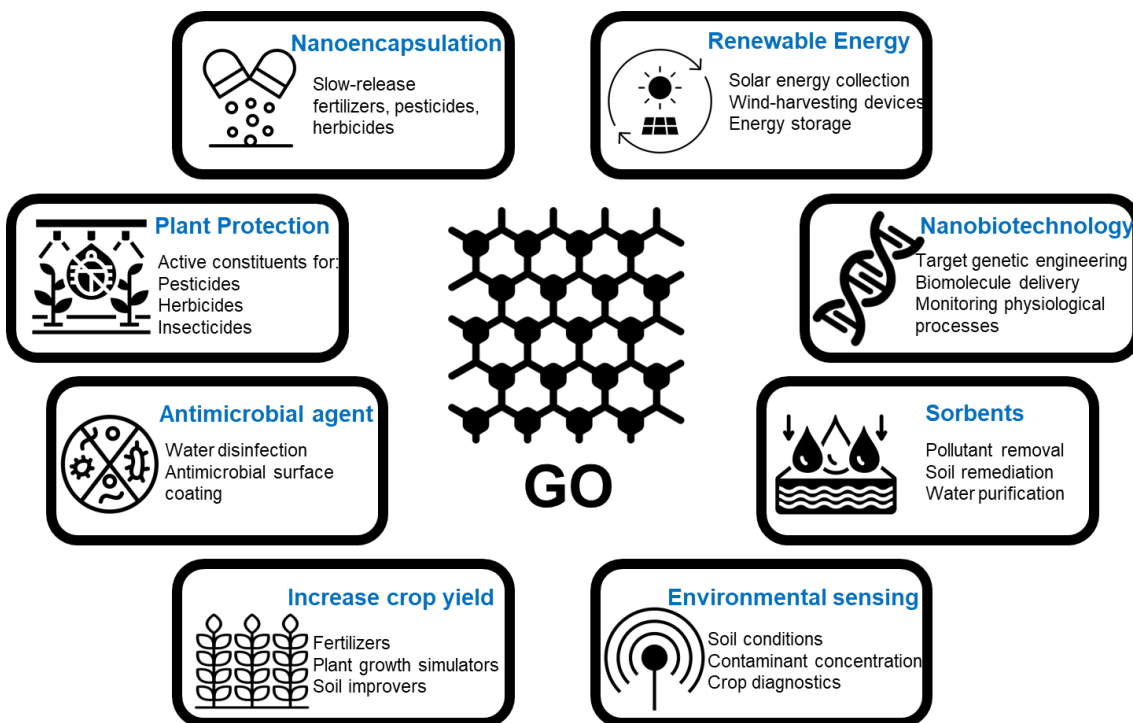 Nanoencapsulation
Slow-release
fertilizers, pesticides,
herbicides
Renewable Energy
Solar energy collection
Wind-harvesting devices
Energy storage
Plant Protection
Active constituents for:
Pesticides
Herbicides
Insecticides
Nanobiotechnology
Target genetic engineering
Biomolecule delivery
Monitoring physiological
processes
Antimicrobial agent
Water disinfection
Antimicrobial surface
coating
GO
Sorbents
Pollutant removal
Soil remediation
Water purification
Increase crop yield
Fertilizers
Plant growth simulators
Soil improvers
Environmental sensing
Soil conditions
Contaminant concentration
Crop diagnostics